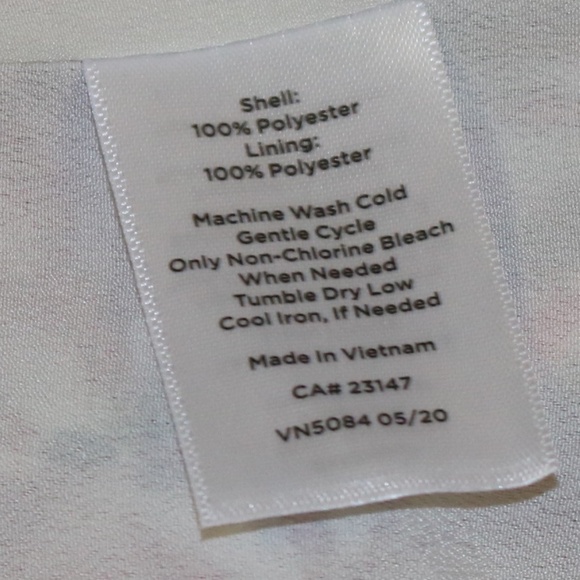 Shell:
100% Polyester
Lining:
100% Polyester
Machine Wash Cold
Gentle Cycle
Only Non-Chlorine Bleach
When Needed
Tumble Dry Low
Cool Iron, If Needed
Made In Vietnam
CA# 23147
VN5084 05/20